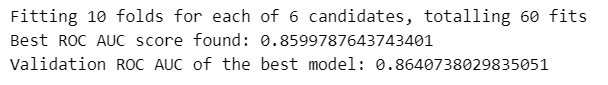 Fitting 10 folds for each of 6 candidates, totalling 60 fits
Best ROC AUC score found: 0.8599787643743401
Validation ROC AUC of the best model: 0.8640738029835051